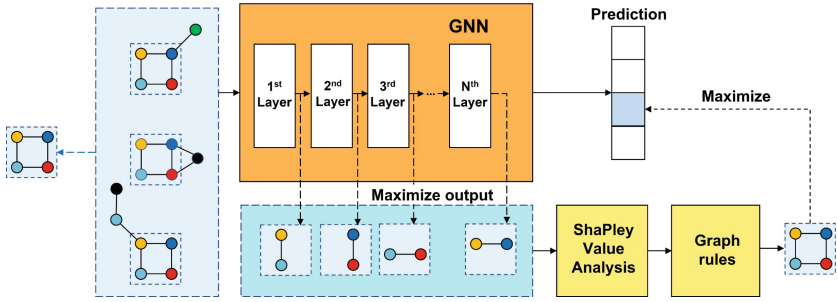 GNN
Prediction
1st
Layer
2nd
Layer
3rd
Layer
...
Nth
Layer
Maximize
Maximize output
ShaPley
Value
Analysis
Graph
rules